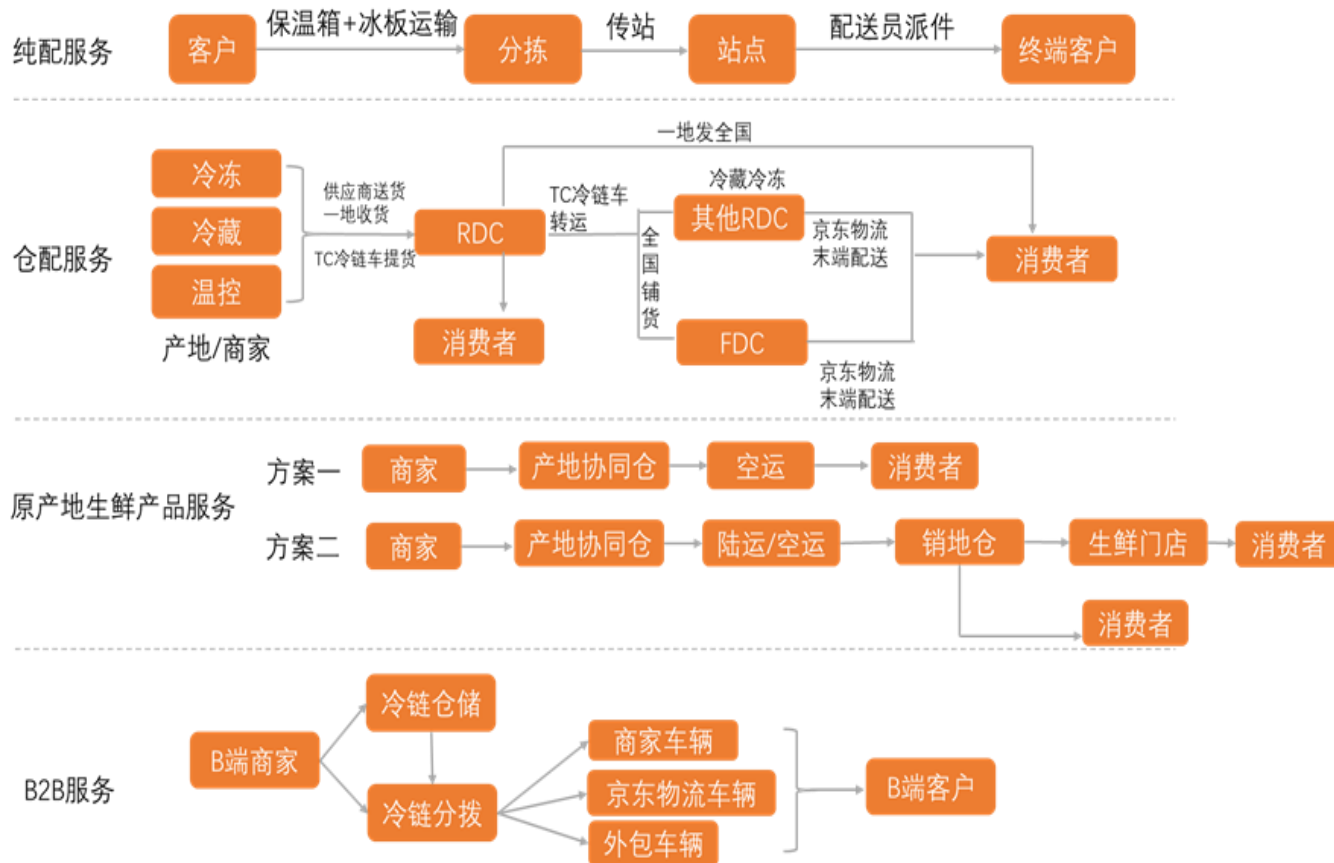 纯配服务
客户
保温箱+冰板运输
分拣
传站
站点
配送员派件
终端客户
一地发全国
冷冻
冷藏
温控
产地/商家
仓配服务
供应商送货
一地收货
TC冷链车提货
RDC
消费者
TC冷链车
转运
全国铺货
冷藏冷冻
其他RDC
FDC
京东物流
末端配送
京东物流
末端配送
消费者
原产地生鲜产品服务
方案一
商家
产地协同仓
空运
消费者
方案二
商家
产地协同仓
陆运/空运
销地仓
生鲜门店
消费者
消费者
B2B服务
B端商家
冷链仓储
冷链分拨
商家车辆
京东物流车辆
外包车辆
B端客户